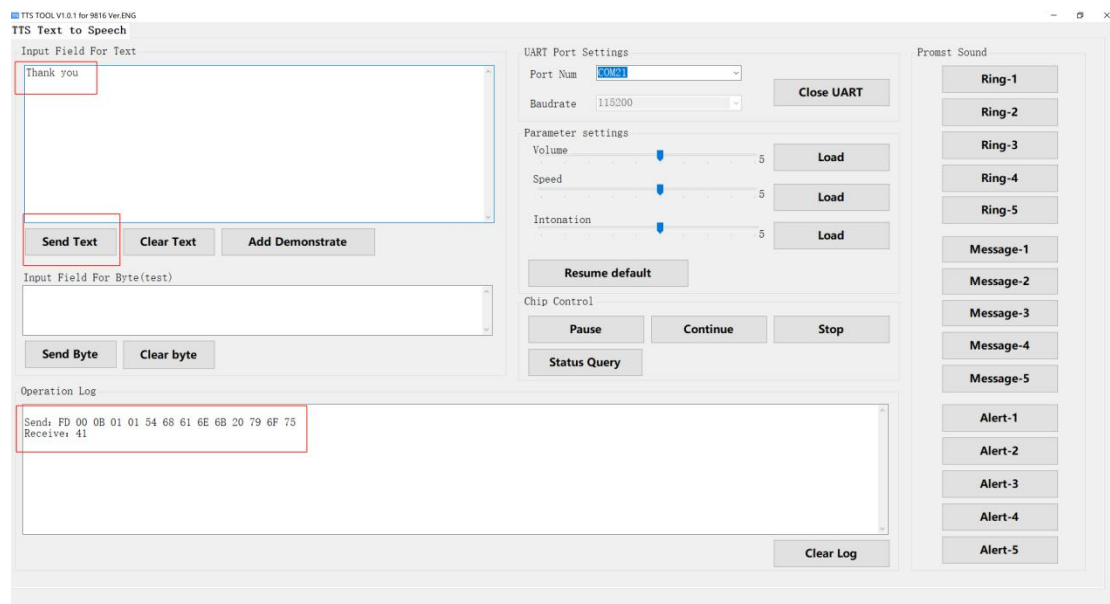 TTS TOOL V1.0.1 for 9816 Ver.ENG
TTS Text to Speech
Input Field For Text
Thank you
Send Text
Clear Text
Add Demonstrate
Input Field For Byte(test)
Send Byte
Clear byte
UART Port Settings
Port Num COM21
Baudrate 115200
Close UART
Parameter settings
Volume 5 Load
Speed 5 Load
Intonation 5 Load
Resume default
Chip Control
Pause
Continue
Stop
Status Query
Operation Log
Send: FD 00 0B 01 01 54 68 61 6E 6B 20 79 6F 75
Receive: 41
Clear Log
Promst Sound
Ring-1
Ring-2
Ring-3
Ring-4
Ring-5
Message-1
Message-2
Message-3
Message-4
Message-5
Alert-1
Alert-2
Alert-3
Alert-4
Alert-5